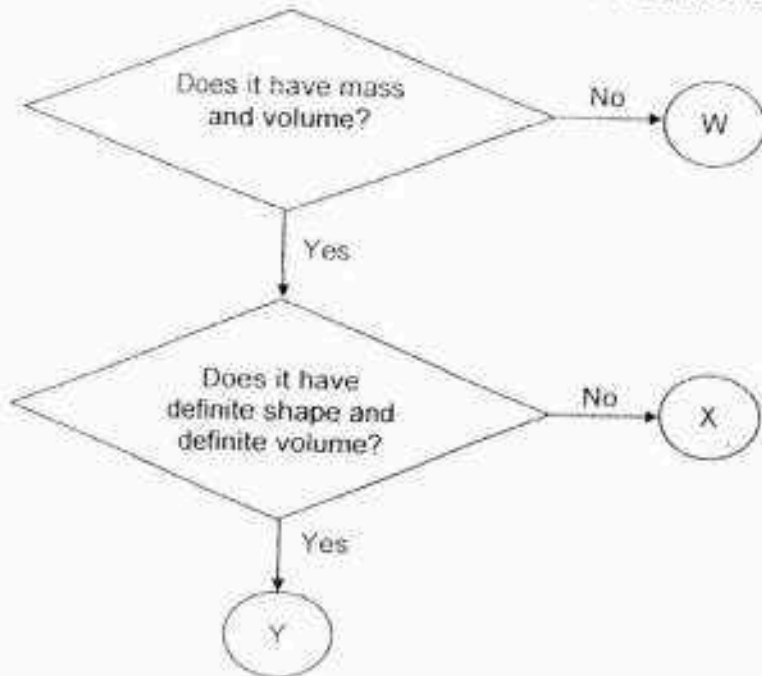 Does it have mass
and volume?
No
W
Yes
Does it have
definite shape and
definite volume?
No
X
Yes
Y